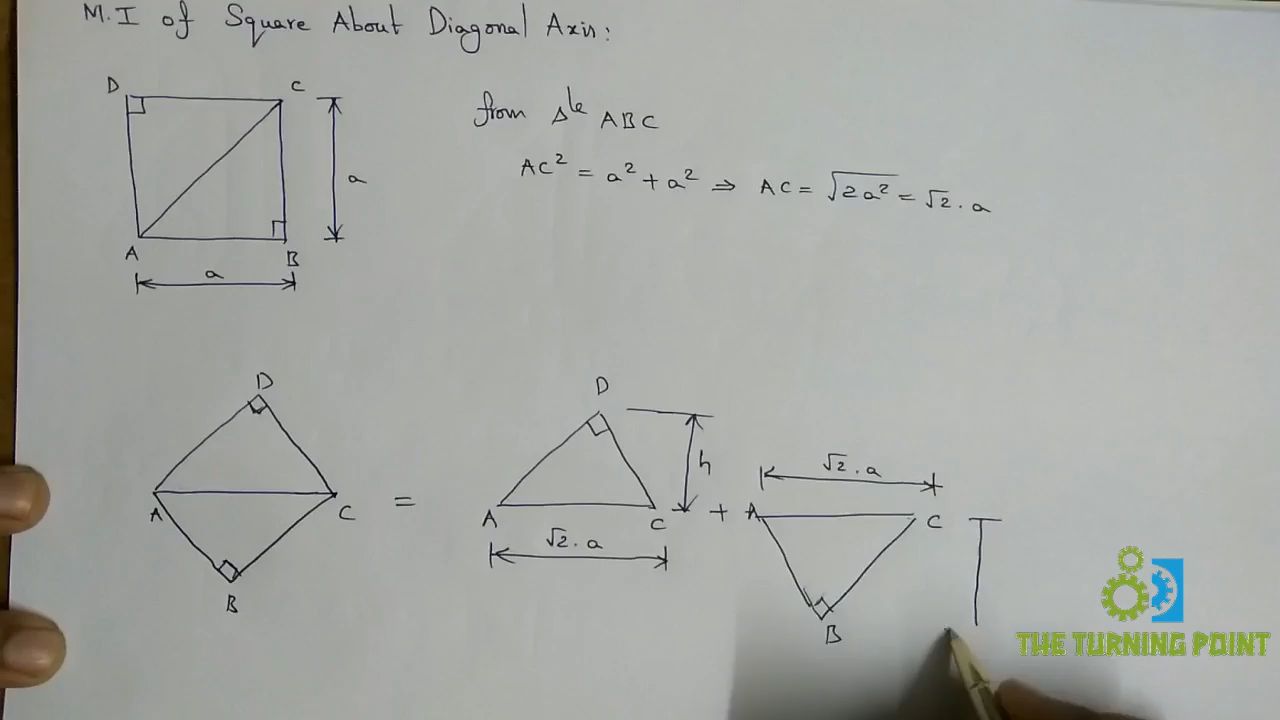 M.I of Square About Diagonal Axis:
D
C
from Δle ABC
AC² = a² + a² ⇒ AC = √2a² = √2 . a
a
A
B
a
D
D
h
√2 . a
A
C
=
A
C
+
A
C
√2 . a
B
B
THE TURNING POINT